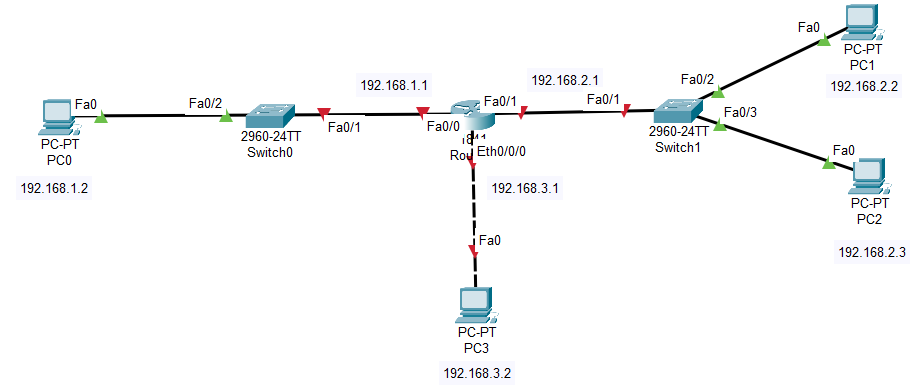 Fa0
PC-PT
PC1
192.168.2.2
192.168.1.1
192.168.2.1
Fa0/2
Fa0
Fa0/2
Fa0/1
Fa0/1
Fa0/3
2960-24TT
Switch0
Fa0/1
Fa0/0
2960-24TT
Switch1
PC-PT
PC0
Eth0/0/0
Fa0
192.168.1.2
192.168.3.1
PC-PT
PC2
Fa0
192.168.2.3
PC-PT
PC3
192.168.3.2